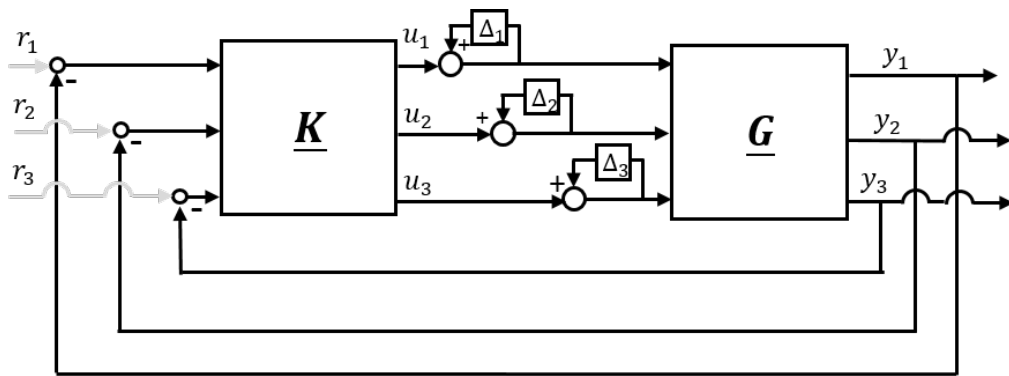 r₁
r₂
r₃
-
-
-
K
u₁
u₂
u₃
Δ₁
+
Δ₂
+
Δ₃
+
G
y₁
y₂
y₃